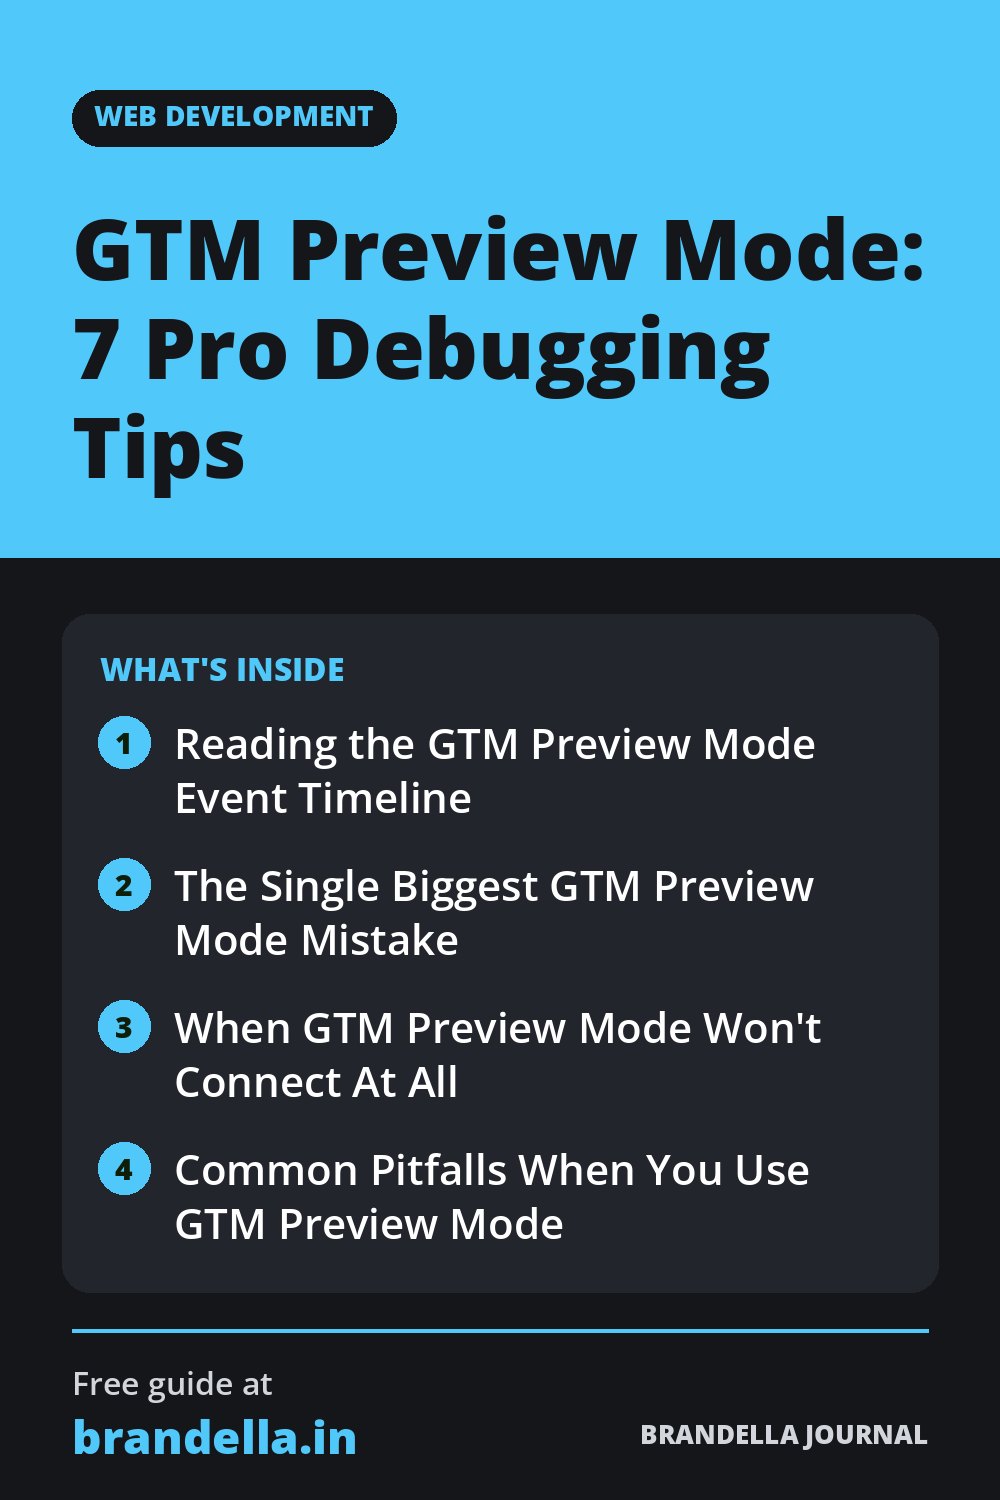 WEB DEVELOPMENT
GTM Preview Mode:
7 Pro Debugging
Tips
WHAT'S INSIDE
1 Reading the GTM Preview Mode
Event Timeline
2 The Single Biggest GTM Preview
Mode Mistake
3 When GTM Preview Mode Won't
Connect At All
4 Common Pitfalls When You Use
GTM Preview Mode
Free guide at
brandella.in
BRANDELLA JOURNAL